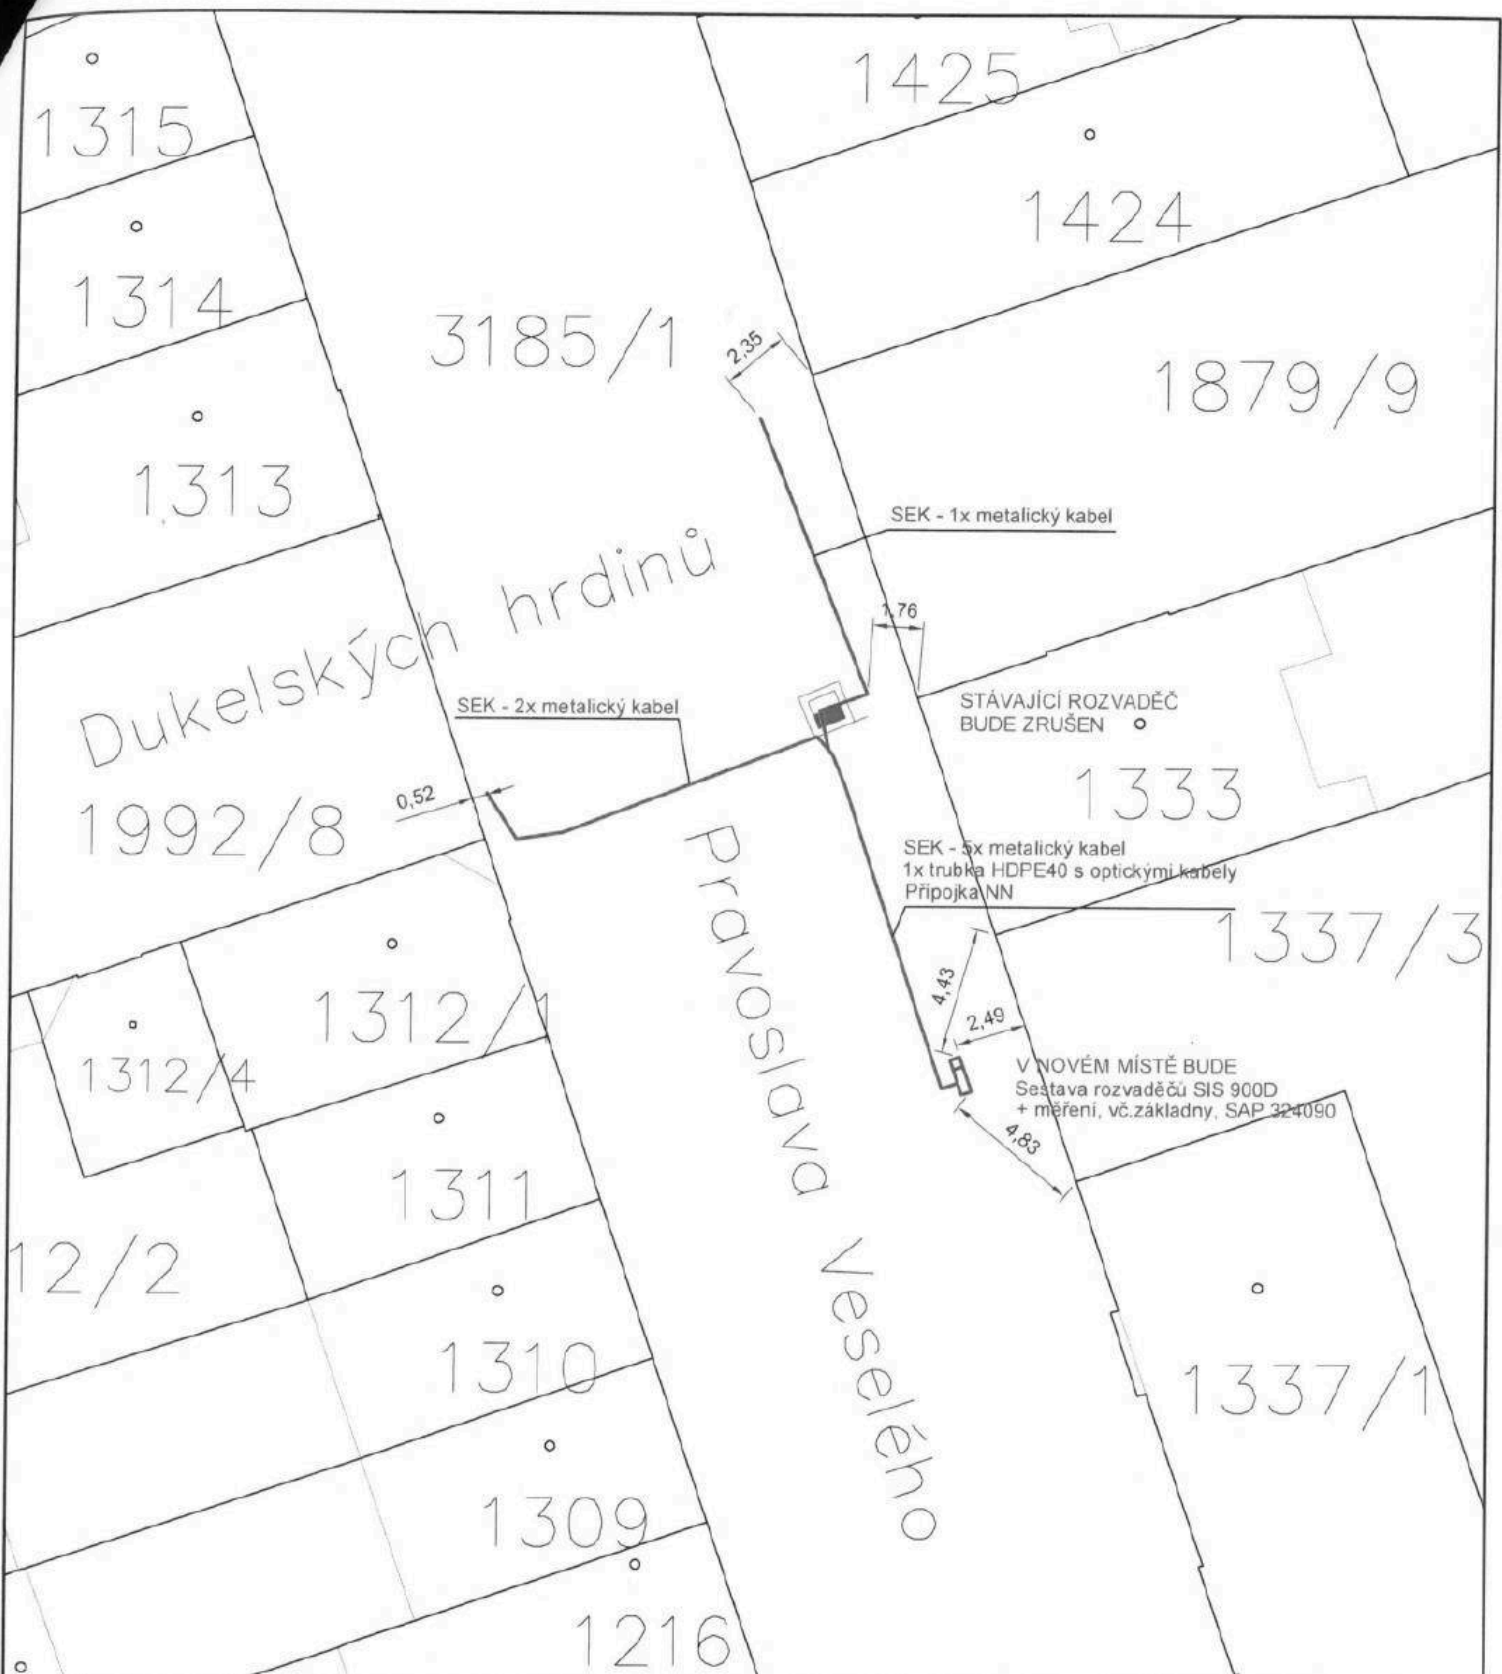 1315
1425
1424
1314
3185/1
2,35
1879/9
1313
SEK - 1x metalický kabel
Dukelských hrdinů
1,76
SEK - 2x metalický kabel
STÁVAJÍCÍ ROZVADĚČ
BUDE ZRUŠEN
1333
0,52
1992/8
SEK - 5x metalický kabel
1x trubka HDPE40 s optickými kabely
Přípojka NN
Pravoslava Veselého
1337/3
4,43
2,49
1312/1
1312/4
V NOVÉM MÍSTĚ BUDE
Sestava rozvaděčů SIS 900D
+ měření, vč.základny, SAP 324090
4,83
1311
12/2
1310
1337/1
1309
1216